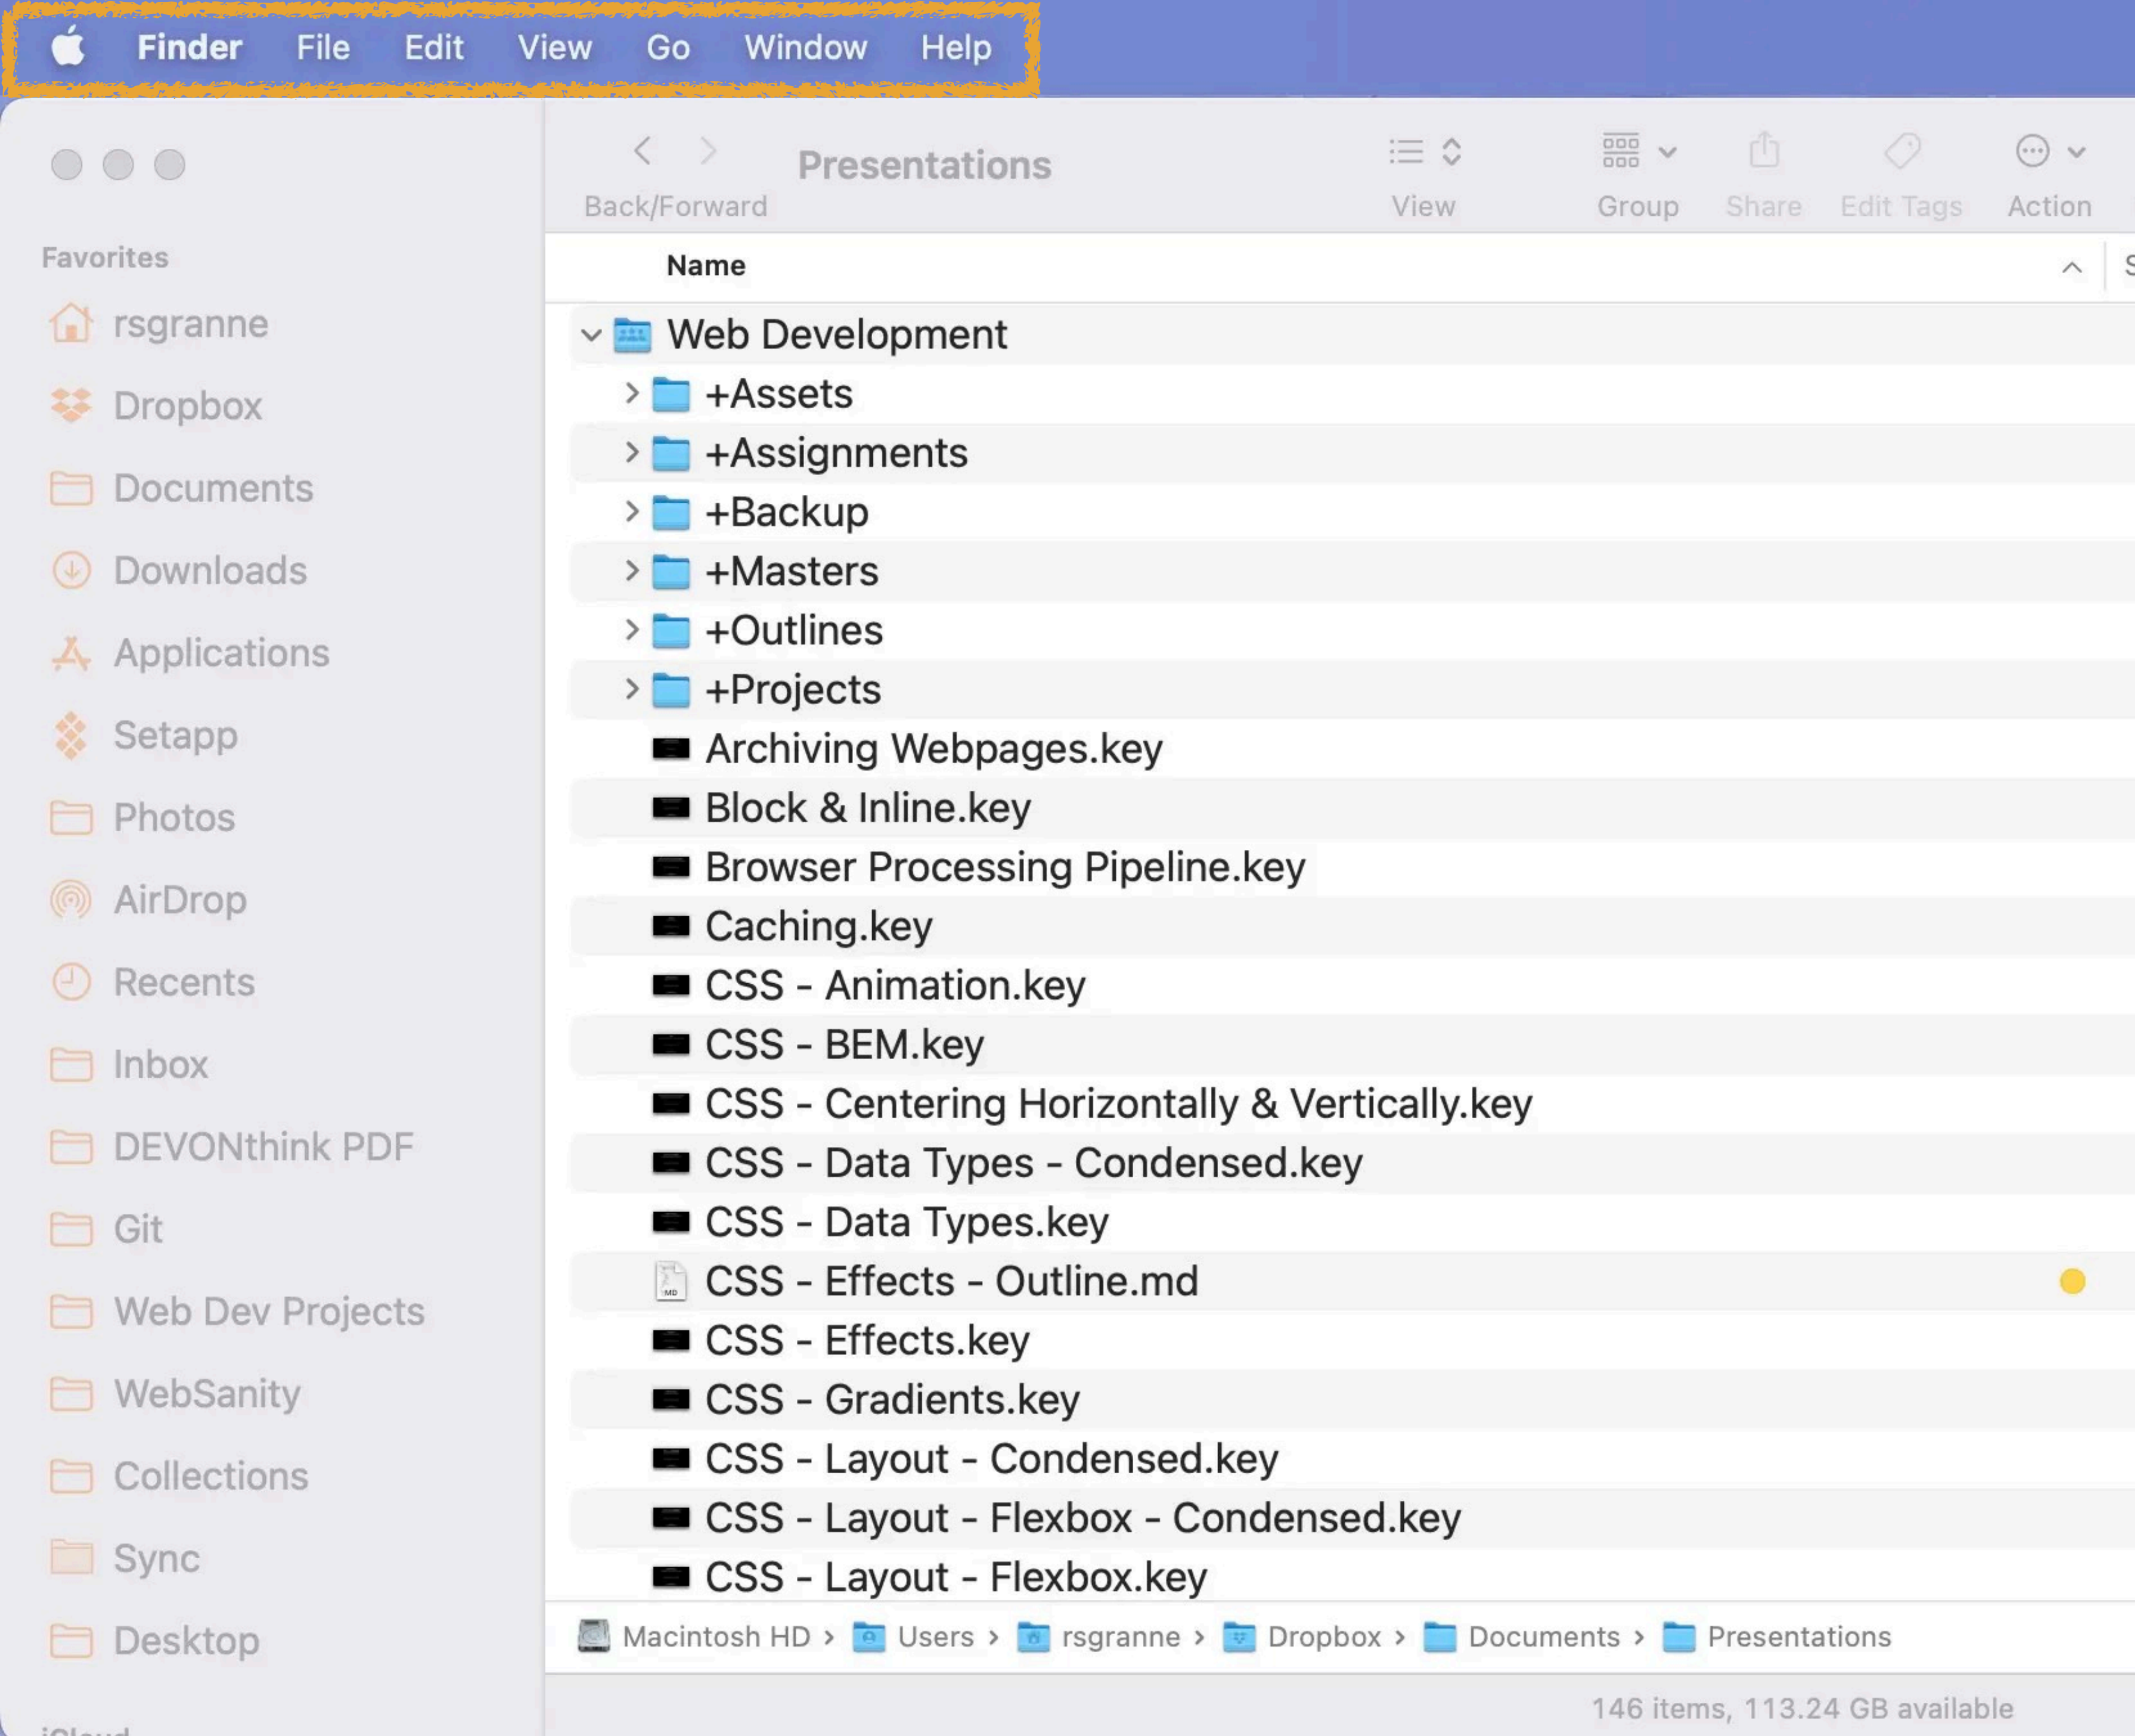 Finder File Edit View Go Window Help
Back/Forward
Presentations
View Group Share Edit Tags Action
Favorites
rsgranne
Dropbox
Documents
Downloads
Applications
Setapp
Photos
AirDrop
Recents
Inbox
DEVONthink PDF
Git
Web Dev Projects
WebSanity
Collections
Sync
Desktop
iCloud
Name
Web Development
+Assets
+Assignments
+Backup
+Masters
+Outlines
+Projects
Archiving Webpages.key
Block & Inline.key
Browser Processing Pipeline.key
Caching.key
CSS - Animation.key
CSS - BEM.key
CSS - Centering Horizontally & Vertically.key
CSS - Data Types - Condensed.key
CSS - Data Types.key
CSS - Effects - Outline.md
CSS - Effects.key
CSS - Gradients.key
CSS - Layout - Condensed.key
CSS - Layout - Flexbox - Condensed.key
CSS - Layout - Flexbox.key
Macintosh HD › Users › rsgranne › Dropbox › Documents › Presentations
146 items, 113.24 GB available